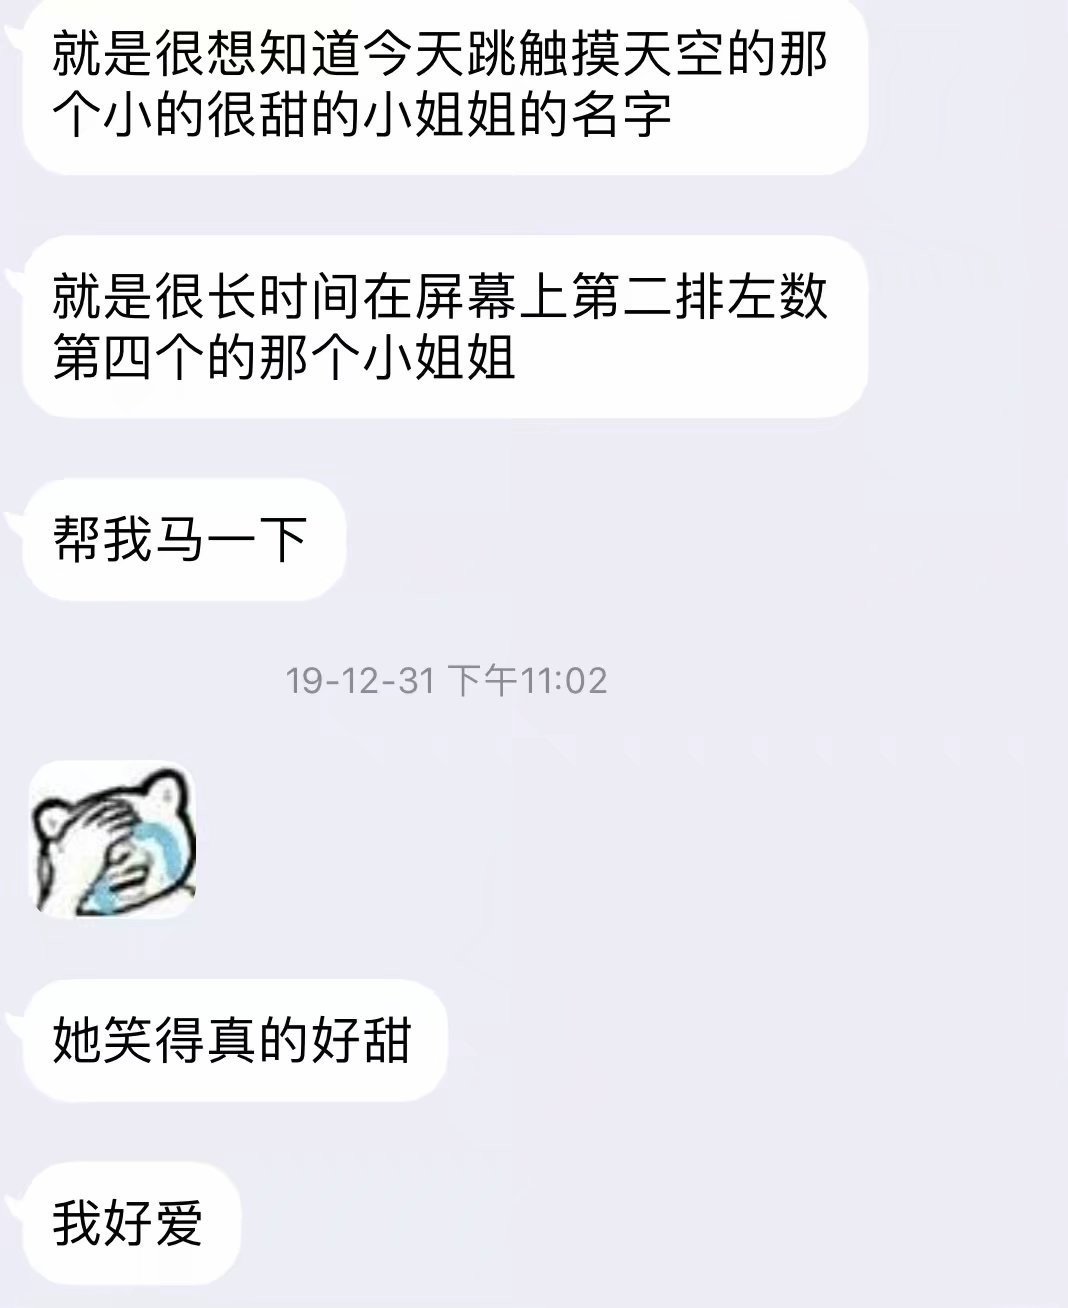 就是很想知道今天跳触摸天空的那
个小的很甜的小姐姐的名字
就是很长时间在屏幕上第二排左数
第四个的那个小姐姐
帮我马一下
19-12-31 下午11:02
她笑得真的好甜
我好爱